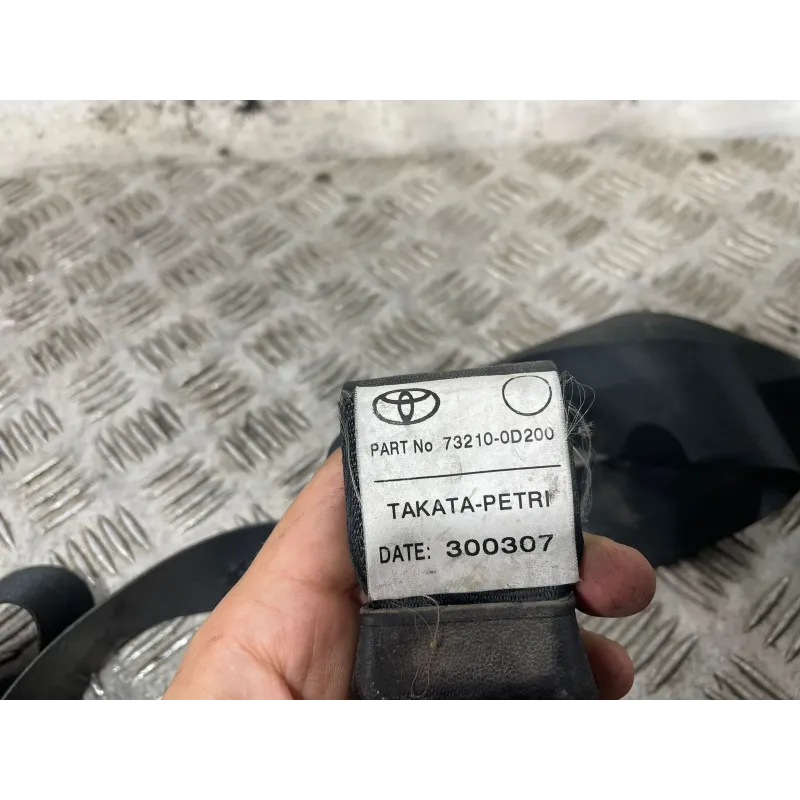 PART No 73210-0D200
TAKATA-PETRI
DATE: 300307